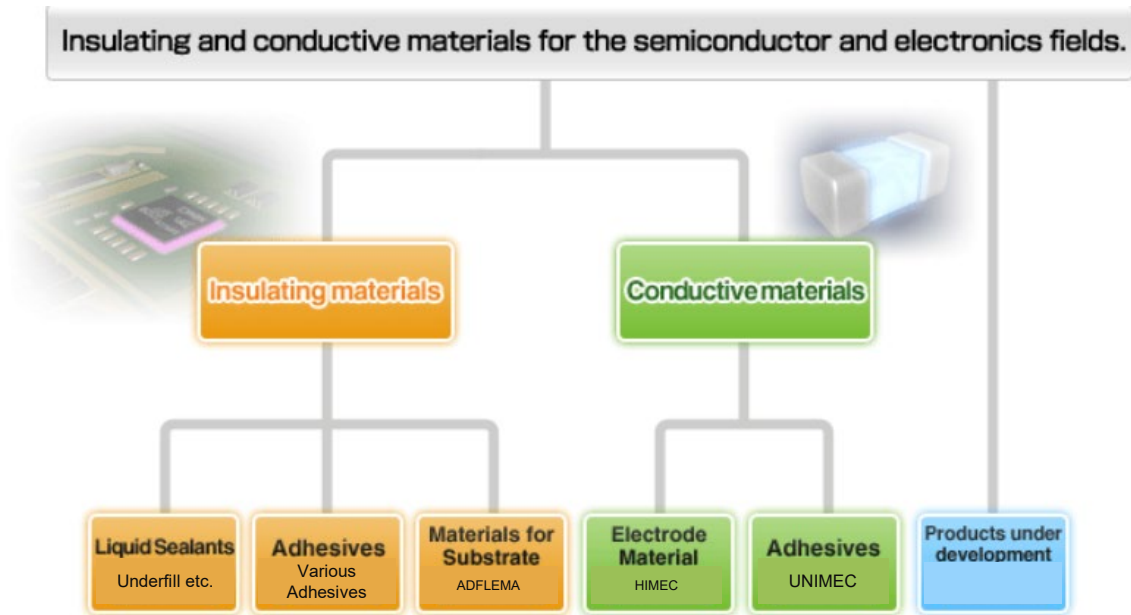 Insulating and conductive materials for the semiconductor and electronics fields.
Insulating materials
Conductive materials
Liquid Sealants
Underfill etc.
Adhesives
Various
Adhesives
Materials for
Substrate
ADFLEMA
Electrode
Material
HIMEC
Adhesives
UNIMEC
Products under
development